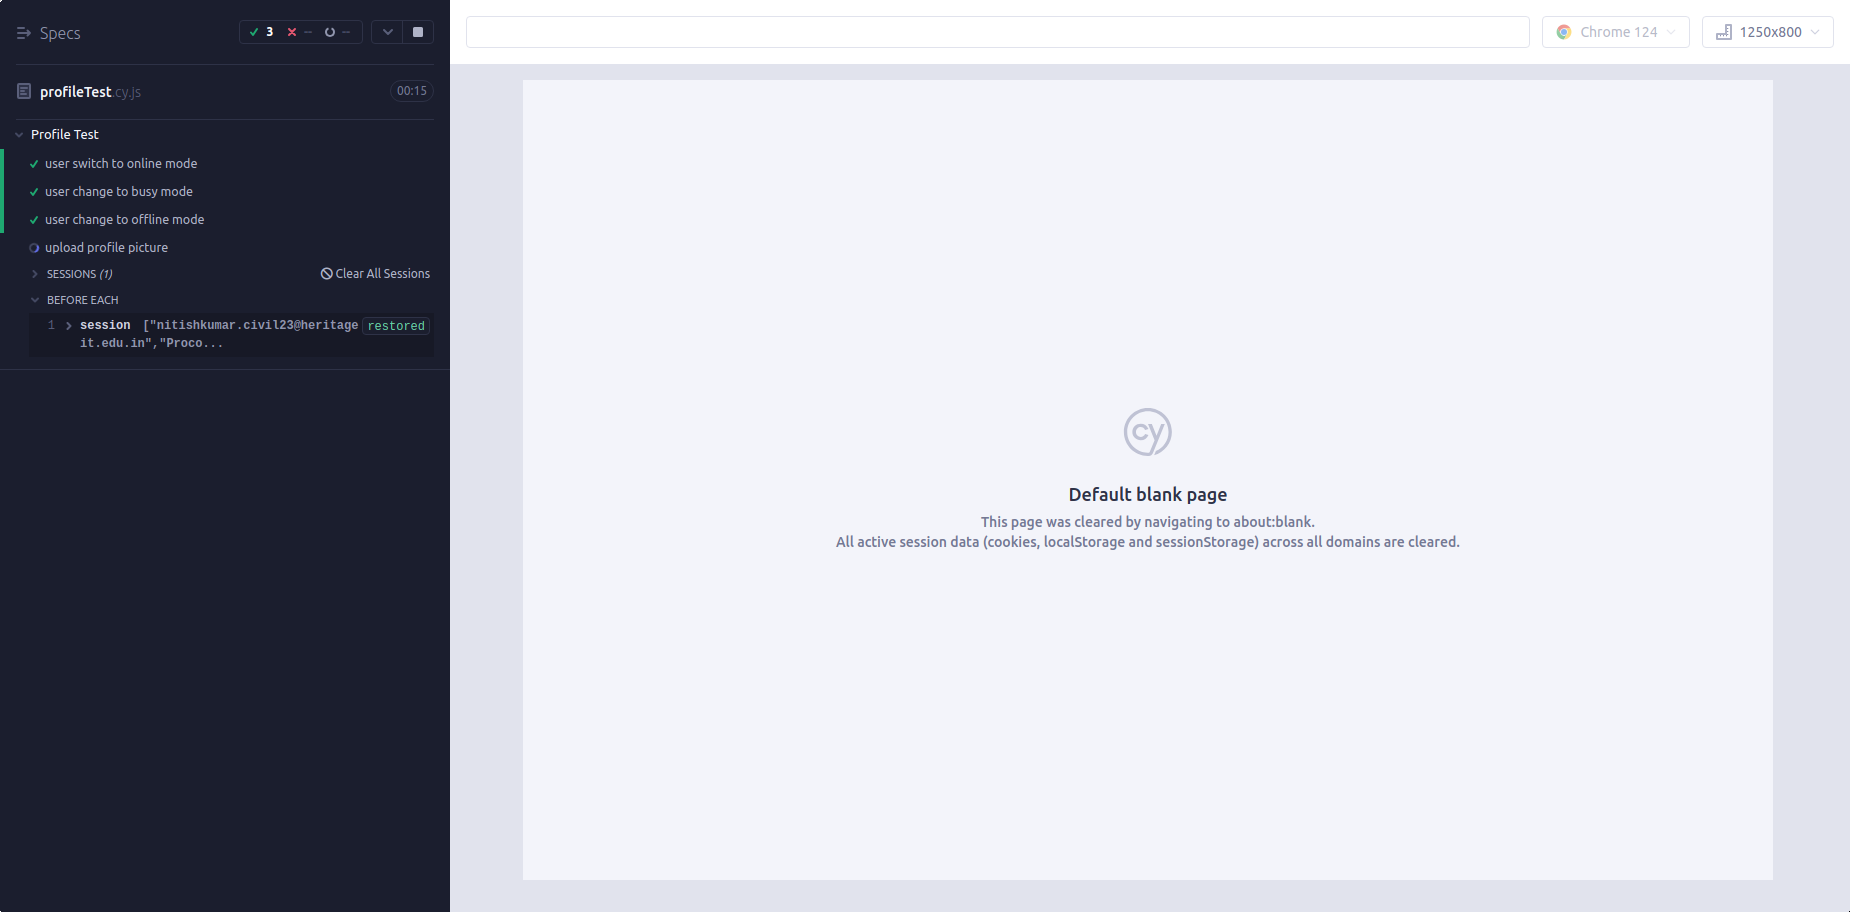 Specs
3
--
--
profileTest.cy.js
00:15
Profile Test
user switch to online mode
user change to busy mode
user change to offline mode
upload profile picture
SESSIONS (1)
Clear All Sessions
BEFORE EACH
1
session ["nitishkumar.civil23@heritage
restored
it.edu.in","Proco...
Chrome 124
1250x800
cy
Default blank page
This page was cleared by navigating to about:blank.
All active session data (cookies, localStorage and sessionStorage) across all domains are cleared.